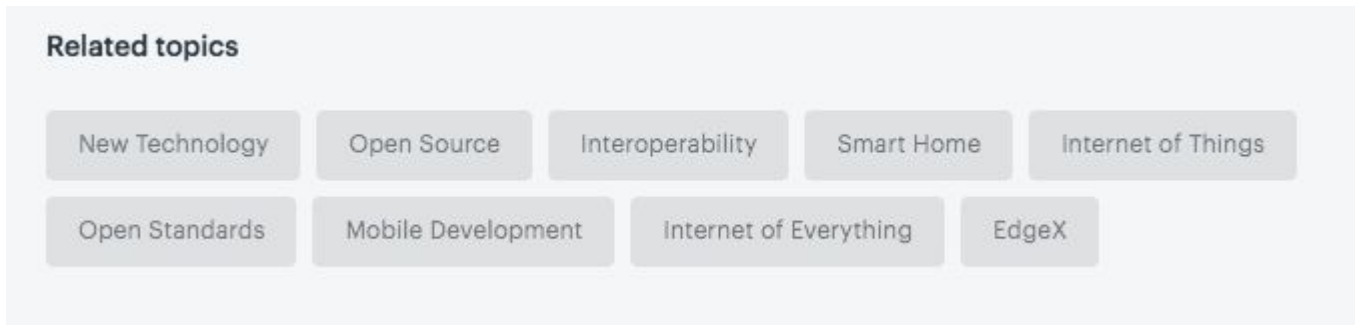 Related topics
New Technology Open Source Interoperability Smart Home Internet of Things
Open Standards Mobile Development Internet of Everything EdgeX